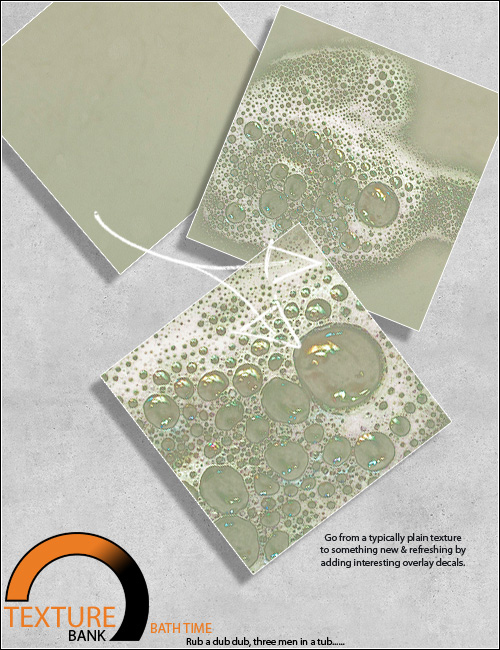 Go from a typically plain texture
to something new & refreshing by
adding interesting overlay decals.
TEXTURE
BANK
BATH TIME
Rub a dub dub, three men in a tub......